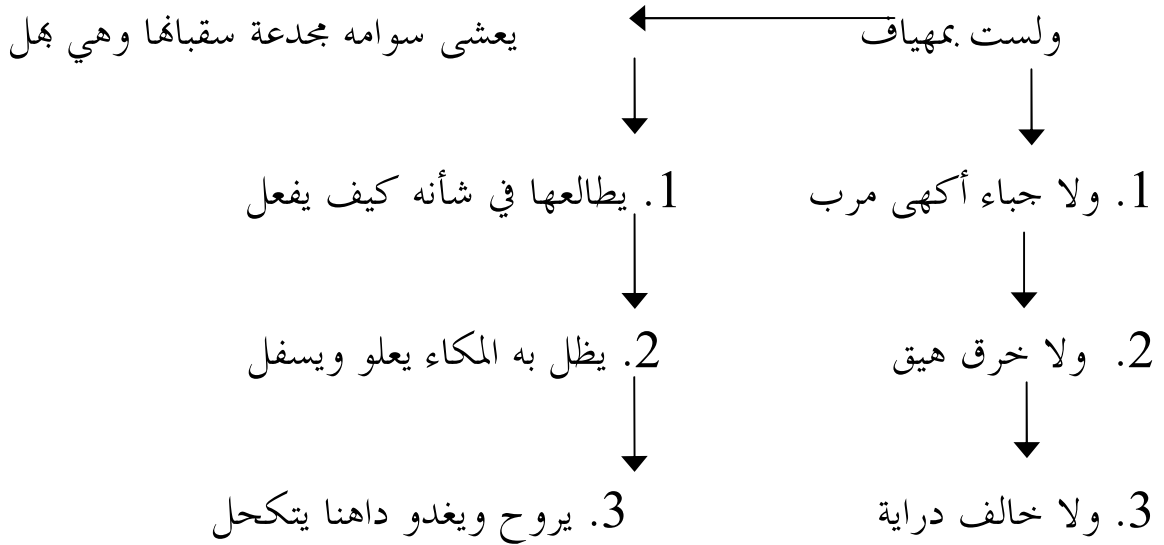 ولست بمهياف يعشى سوامه مجدعة سقبانها وهي بهل
1. ولا جباء أكهى مرب 1. يطالعها في شأنه كيف يفعل
2. ولا خرق هيق 2. يظل به المكاء يعلو ويسفل
3. ولا خالف دراية 3. يروح ويغدو داهنا يتكحل